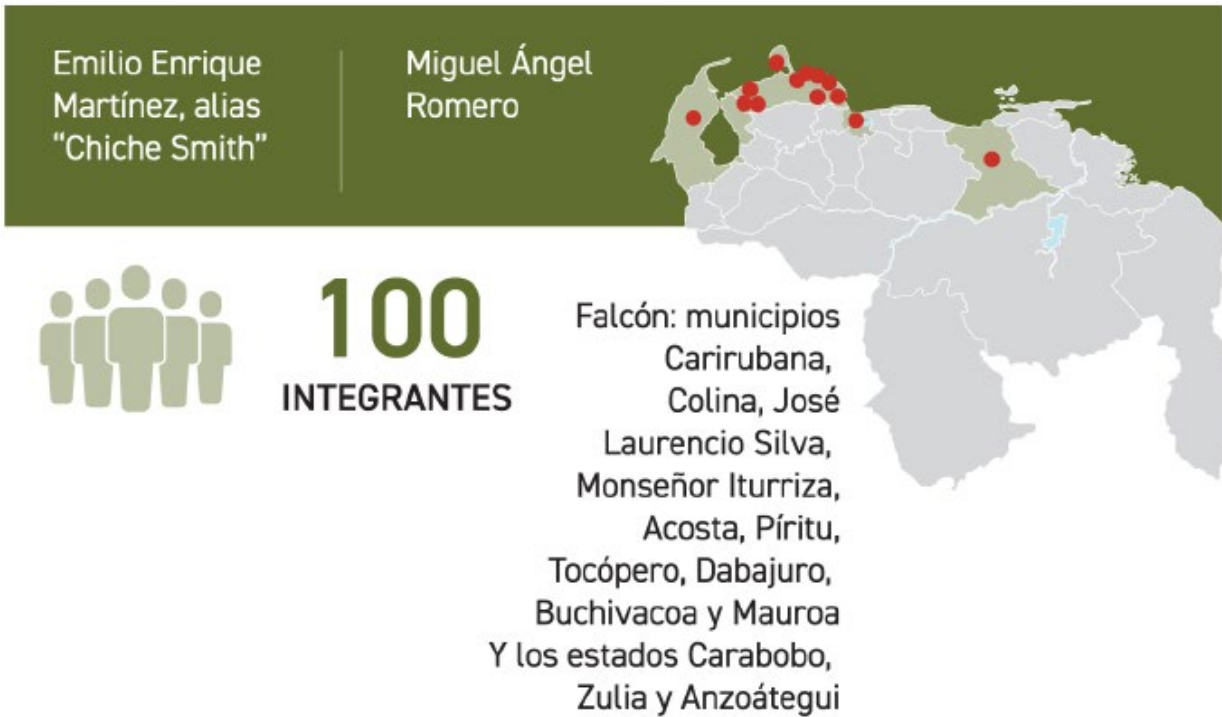 Emilio Enrique
Martínez, alias
“Chiche Smith”
Miguel Ángel
Romero
100
INTEGRANTES
Falcón: municipios
Carirubana,
Colina, José
Laurencio Silva,
Monseñor Iturriza,
Acosta, Píritu,
Tocópero, Dabajuro,
Buchivacoa y Mauroa
Y los estados Carabobo,
Zulia y Anzoátegui